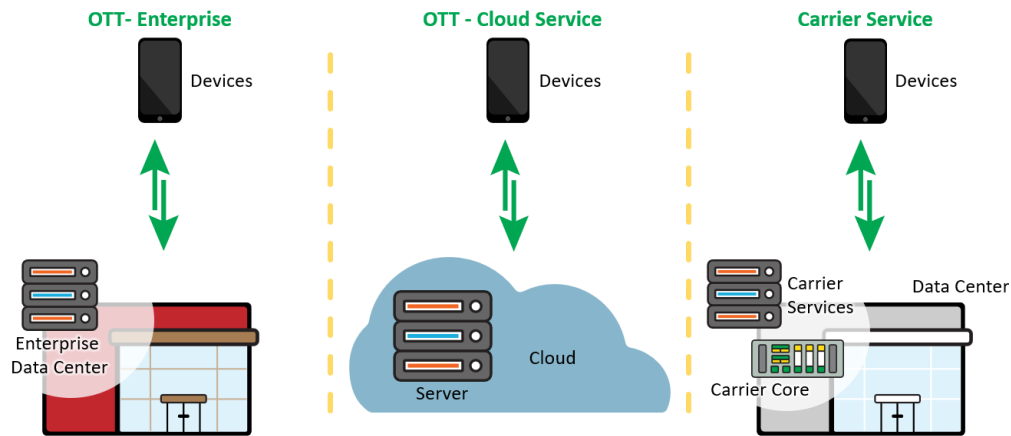 OTT- Enterprise
OTT - Cloud Service
Carrier Service
Devices
Devices
Devices
Enterprise
Data Center
Cloud
Server
Carrier
Services
Data Center
Carrier Core